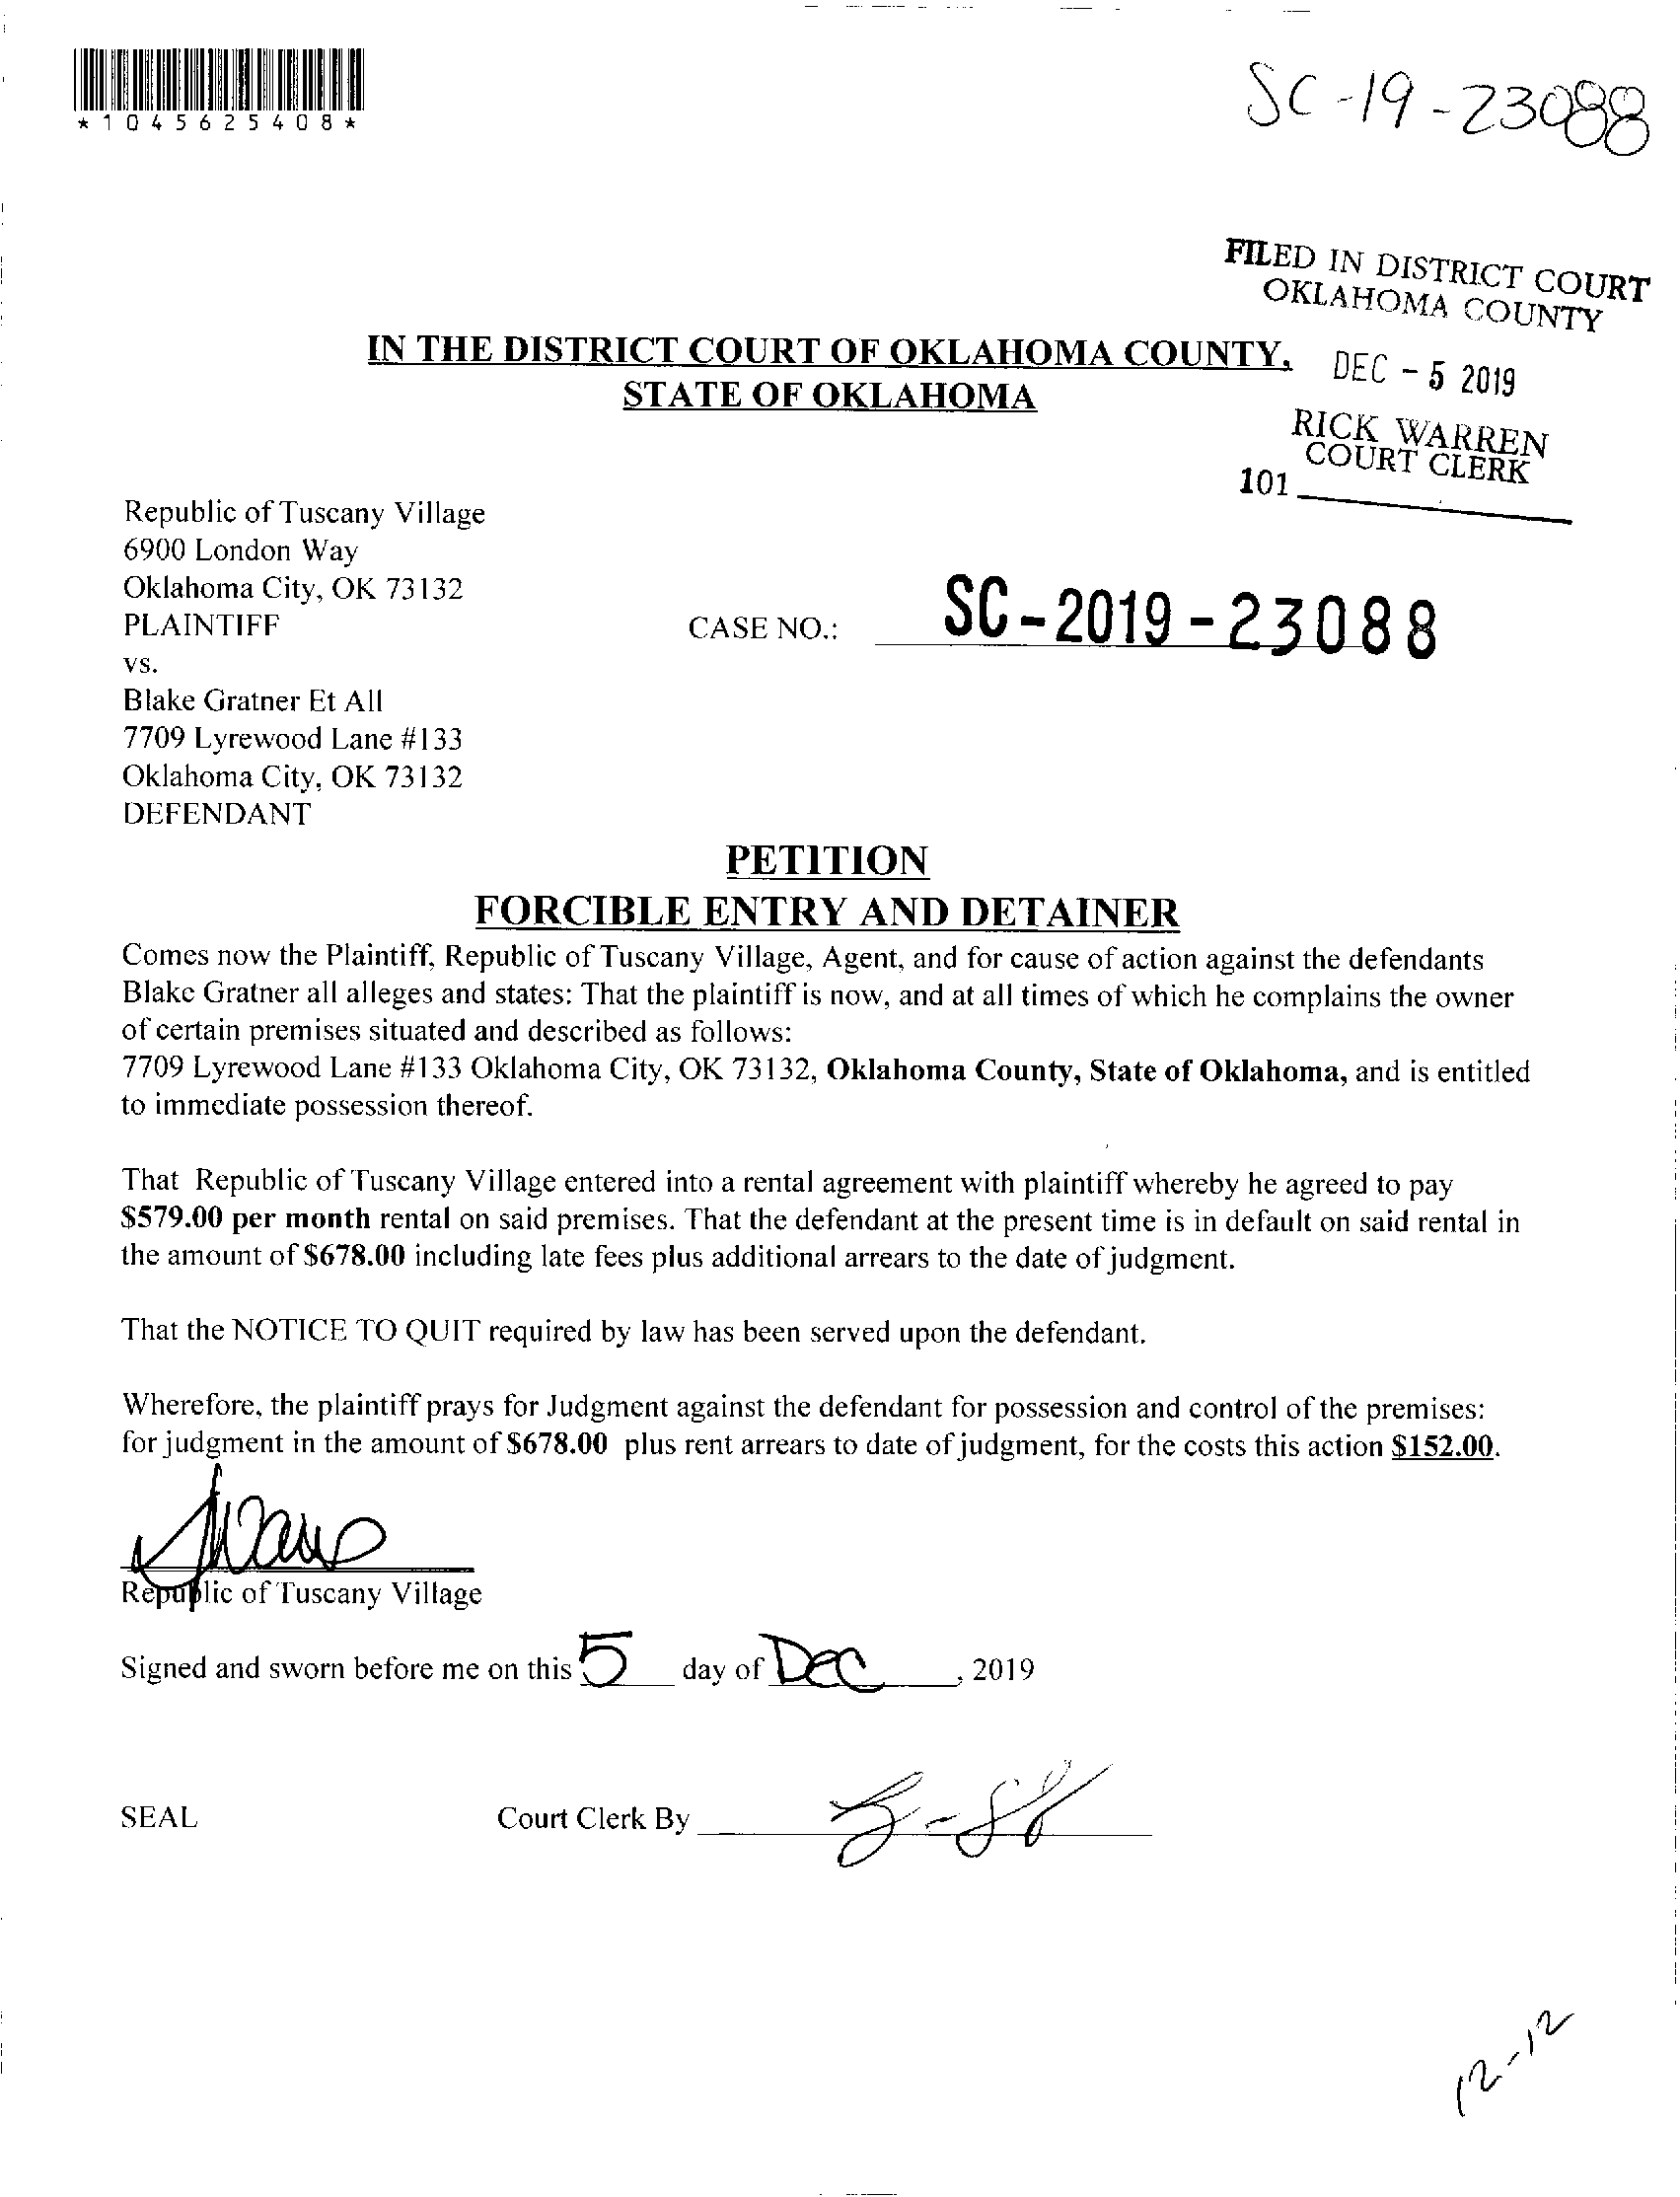 *1045625408*
SC-19-23088
FILED IN DISTRICT COURT
OKLAHOMA COUNTY
DEC - 5 2019
RICK WARREN
COURT CLERK
101
IN THE DISTRICT COURT OF OKLAHOMA COUNTY,
STATE OF OKLAHOMA
Republic of Tuscany Village
6900 London Way
Oklahoma City, OK 73132
PLAINTIFF
CASE NO.: SC-2019-23088
vs.
Blake Gratner Et All
7709 Lyrewood Lane #133
Oklahoma City, OK 73132
DEFENDANT
PETITION
FORCIBLE ENTRY AND DETAINER
Comes now the Plaintiff, Republic of Tuscany Village, Agent, and for cause of action against the defendants
Blake Gratner all alleges and states: That the plaintiff is now, and at all times of which he complains the owner
of certain premises situated and described as follows:
7709 Lyrewood Lane #133 Oklahoma City, OK 73132, Oklahoma County, State of Oklahoma, and is entitled
to immediate possession thereof.
That Republic of Tuscany Village entered into a rental agreement with plaintiff whereby he agreed to pay
$579.00 per month rental on said premises. That the defendant at the present time is in default on said rental in
the amount of $678.00 including late fees plus additional arrears to the date of judgment.
That the NOTICE TO QUIT required by law has been served upon the defendant.
Wherefore, the plaintiff prays for Judgment against the defendant for possession and control of the premises:
for judgment in the amount of $678.00 plus rent arrears to date of judgment, for the costs this action $152.00.
Republic of Tuscany Village
Signed and sworn before me on this 5 day of Dec, 2019
SEAL
Court Clerk By
12-12